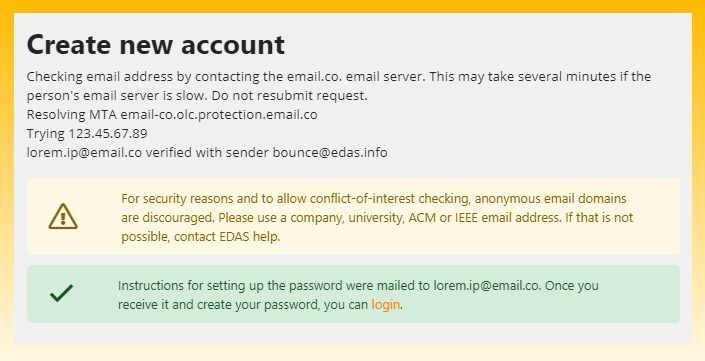 Create new account
Checking email address by contacting the email.co. email server. This may take several minutes if the
person's email server is slow. Do not resubmit request.
Resolving MTA email-co.olc.protection.email.co
Trying 123.45.67.89
lorem.ip@email.co verified with sender bounce@edas.info
For security reasons and to allow conflict-of-interest checking, anonymous email domains
are discouraged. Please use a company, university, ACM or IEEE email address. If that is not
possible, contact EDAS help.
Instructions for setting up the password were mailed to lorem.ip@email.co. Once you
receive it and create your password, you can login.